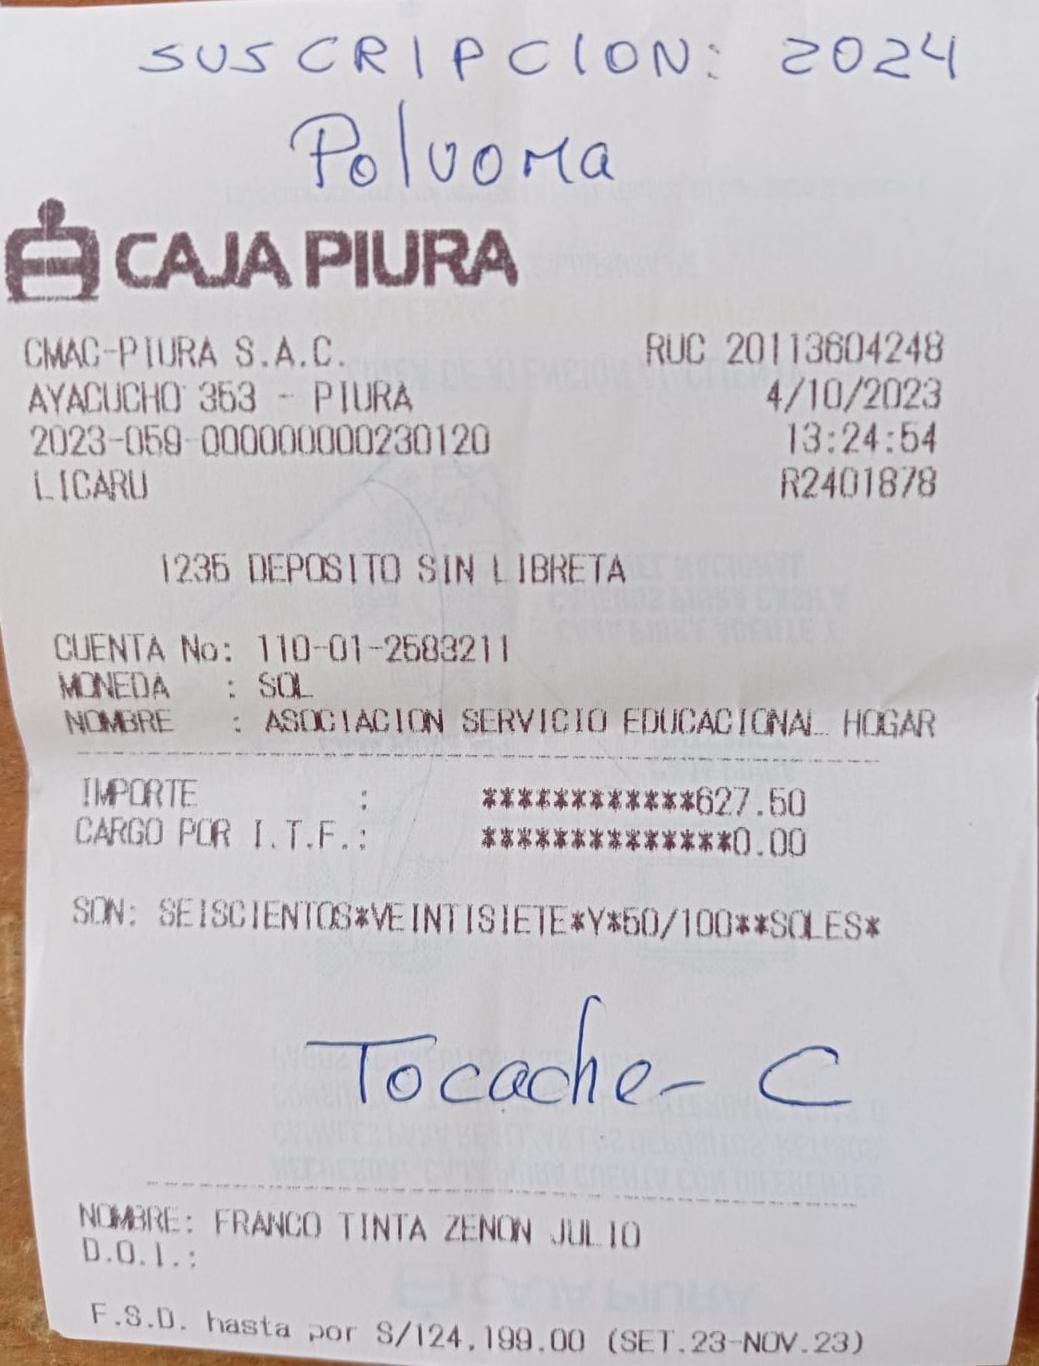 SUSCRIPCION: 2024
Polvora
CAJA PIURA
CMAC-PIURA S.A.C. RUC 20113604248
AYACUCHO 353 - PIURA 4/10/2023
2023-059-000000000230120 13:24:54
LICARU R2401878
1235 DEPOSITO SIN LIBRETA
CUENTA No: 110-01-2583211
MONEDA : SOL
NOMBRE : ASOCIACION SERVICIO EDUCACIONAL HOGAR
IMPORTE : ************627.50
CARGO POR I.T.F.: **************0.00
SON: SEISCIENTOS*VEINTISIETE*Y*50/100**SOLES*
Tocache - C
NOMBRE: FRANCO TINTA ZENON JULIO
D.O.I.:
F.S.D. hasta por S/124,199.00 (SET.23-NOV.23)